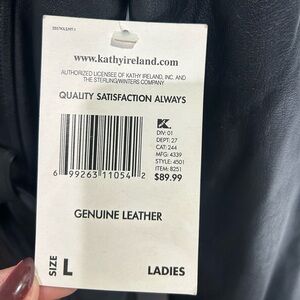 www.kathyireland.com
AUTHORIZED LICENSEE OF KATHY IRELAND, INC. AND
THE STERLING/WINTERS COMPANY
QUALITY SATISFACTION ALWAYS
K
DIV: 01
DEPT: 27
CAT: 244
MFG: 4339
STYLE: 4501
ITEM: 8251
$89.99
6 99263 11054 2
GENUINE LEATHER
SIZE L
LADIES